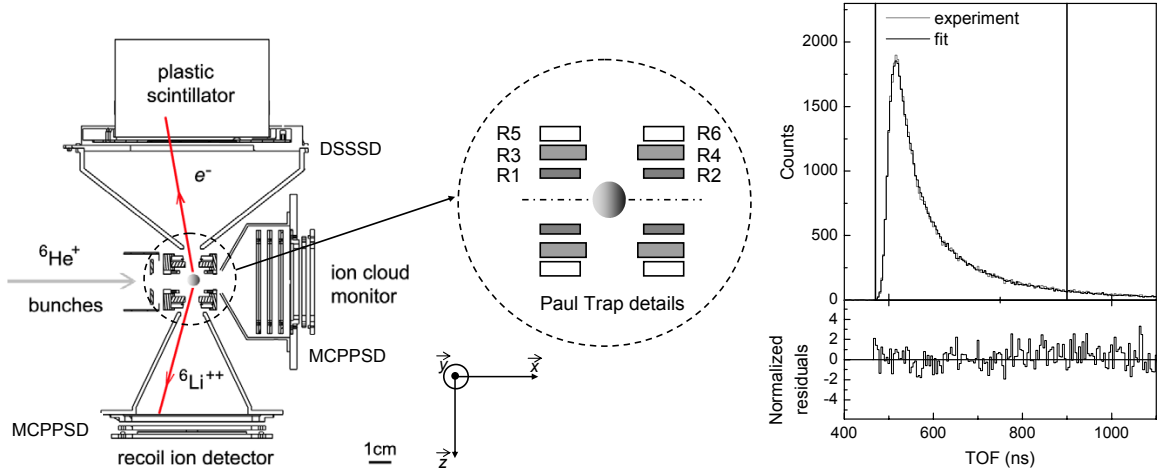 plastic
scintillator
DSSSD
e-
6He+
bunches
ion cloud
monitor
MCPPSD
6Li++
MCPPSD
recoil ion detector
1cm
R5
R6
R3
R4
R1
R2
Paul Trap details
y
x
z
experiment
fit
2000
1500
1000
500
0
Counts
4
2
0
-2
-4
Normalized
residuals
400
600
800
1000
TOF (ns)